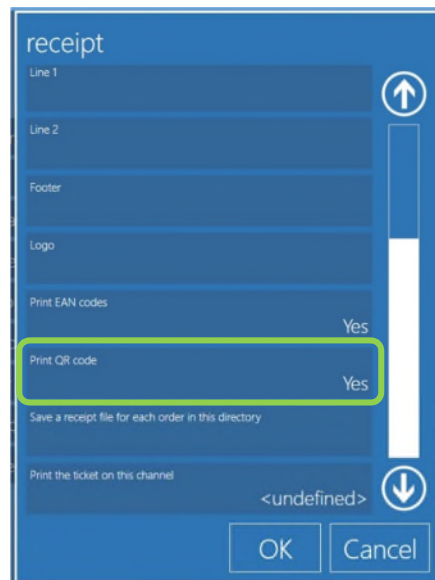 receipt
Line 1
Line 2
Footer
Logo
Print EAN codes
Yes
Print QR code
Yes
Save a receipt file for each order in this directory
Print the ticket on this channel
<undefined>
OK
Cancel